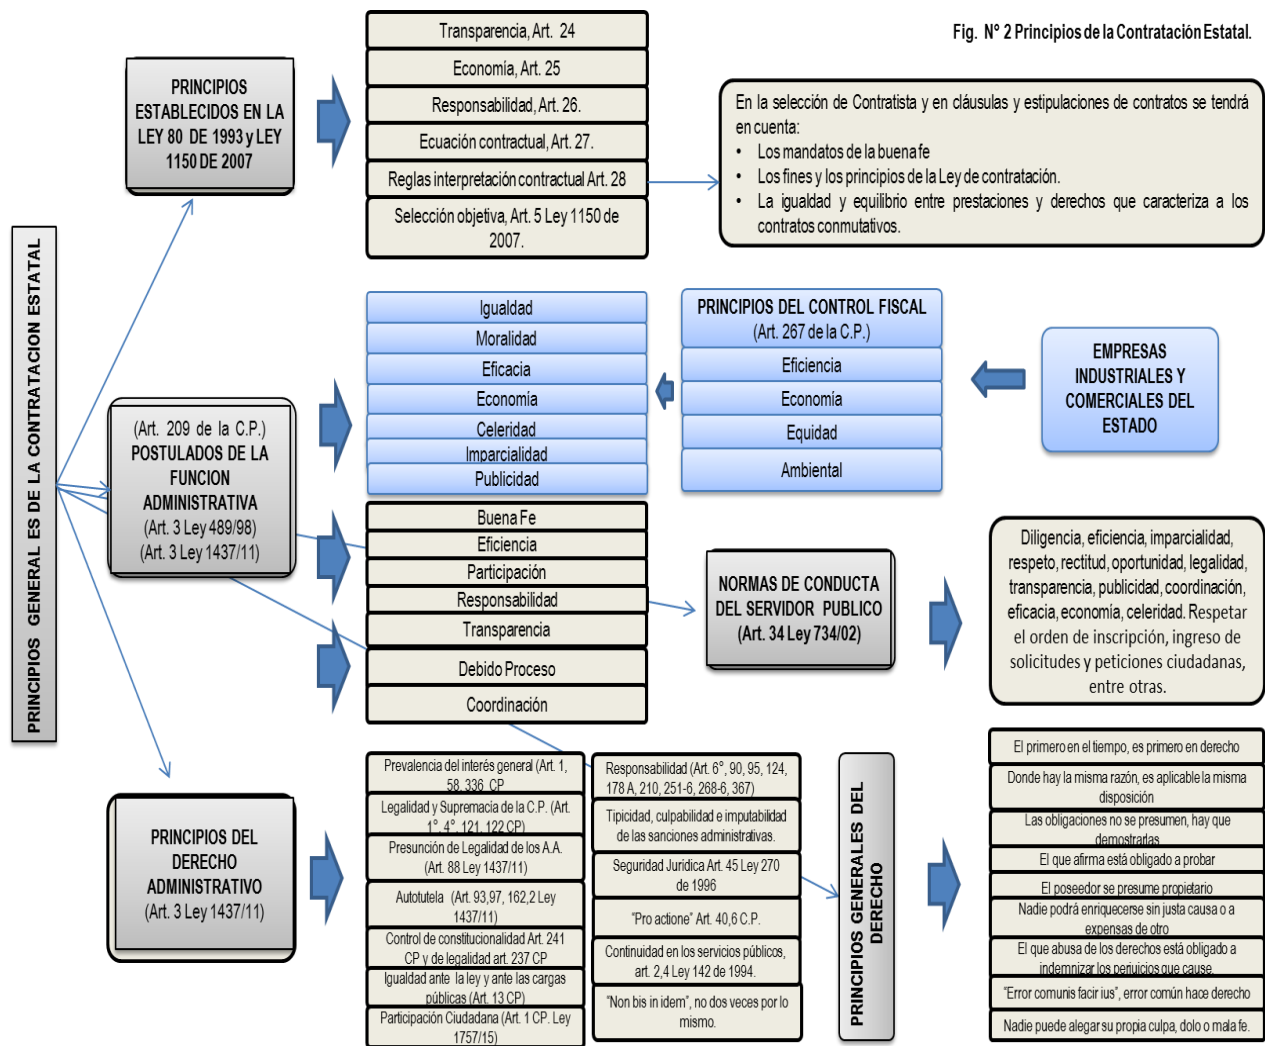 Fig. N° 2 Principios de la Contratación Estatal.
PRINCIPIOS GENERAL ES DE LA CONTRATACION ESTATAL
PRINCIPIOS
ESTABLECIDOS EN LA
LEY 80 DE 1993 y LEY
1150 DE 2007
Transparencia, Art. 24
Economía, Art. 25
Responsabilidad, Art. 26.
Ecuación contractual, Art. 27.
Reglas interpretación contractual Art. 28
Selección objetiva, Art. 5 Ley 1150 de
2007.
En la selección de Contratista y en cláusulas y estipulaciones de contratos se tendrá
en cuenta:
• Los mandatos de la buena fe
• Los fines y los principios de la Ley de contratación.
• La igualdad y equilibrio entre prestaciones y derechos que caracteriza a los
contratos conmutativos.
(Art. 209 de la C.P.)
POSTULADOS DE LA
FUNCION
ADMINISTRATIVA
(Art. 3 Ley 489/98)
(Art. 3 Ley 1437/11)
Igualdad
Moralidad
Eficacia
Economía
Celeridad
Imparcialidad
Publicidad
Buena Fe
Eficiencia
Participación
Responsabilidad
Transparencia
Debido Proceso
Coordinación
PRINCIPIOS DEL CONTROL FISCAL
(Art. 267 de la C.P.)
Eficiencia
Economía
Equidad
Ambiental
EMPRESAS
INDUSTRIALES Y
COMERCIALES DEL
ESTADO
NORMAS DE CONDUCTA
DEL SERVIDOR PUBLICO
(Art. 34 Ley 734/02)
Diligencia, eficiencia, imparcialidad,
respeto, rectitud, oportunidad, legalidad,
transparencia, publicidad, coordinación,
eficacia, economía, celeridad. Respetar
el orden de inscripción, ingreso de
solicitudes y peticiones ciudadanas,
entre otras.
PRINCIPIOS DEL
DERECHO
ADMINISTRATIVO
(Art. 3 Ley 1437/11)
Prevalencia del interés general (Art. 1,
58, 336 CP
Legalidad y Supremacía de la C.P. (Art.
1°, 4°, 121, 122 CP)
Presunción de Legalidad de los A.A.
(Art. 88 Ley 1437/11)
Autotutela (Art. 93,97, 162,2 Ley
1437/11)
Control de constitucionalidad Art. 241
CP y de legalidad art. 237 CP
Igualdad ante la ley y ante las cargas
públicas (Art. 13 CP)
Participación Ciudadana (Art. 1 CP. Ley
1757/15)
Responsabilidad (Art. 6°, 90, 95, 124,
178 A, 210, 251-6, 268-6, 367)
Tipicidad, culpabilidad e imputabilidad
de las sanciones administrativas.
Seguridad Jurídica Art. 45 Ley 270
de 1996
"Pro actione" Art. 40,6 C.P.
Continuidad en los servicios públicos,
art. 2,4 Ley 142 de 1994.
"Non bis in idem", no dos veces por lo
mismo.
PRINCIPIOS GENERALES DEL
DERECHO
El primero en el tiempo, es primero en derecho
Donde hay la misma razón, es aplicable la misma
disposición
Las obligaciones no se presumen, hay que
demostrarlas
El que afirma está obligado a probar
El poseedor se presume propietario
Nadie podrá enriquecerse sin justa causa o a
expensas de otro
El que abusa de los derechos está obligado a
indemnizar los perjuicios que cause.
"Error comunis facir ius", error común hace derecho
Nadie puede alegar su propia culpa, dolo o mala fe.